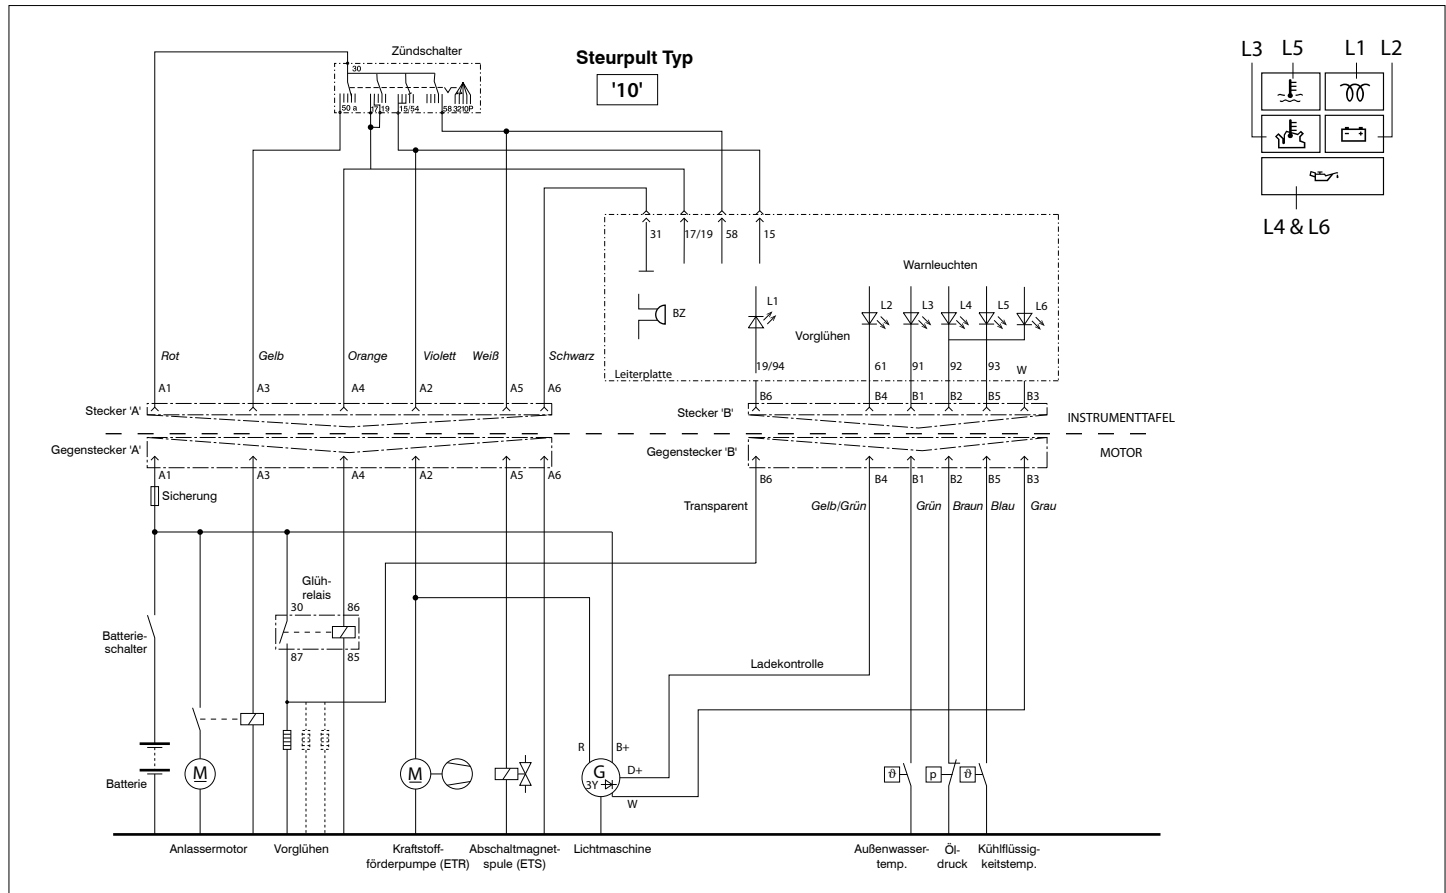 Zündschalter
Steurpult Typ
'10'
L3 L5 L1 L2
L4 & L6
30
50 a 17/19 15/54 58 3210P
31 17/19 58 15
Warnleuchten
BZ
L1 L2 L3 L4 L5 L6
Vorglühen
19/94 61 91 92 93 W
Leiterplatte
Rot Gelb Orange Violett Weiß Schwarz
A1 A3 A4 A2 A5 A6
B6 B4 B1 B2 B5 B3
Stecker 'A'
Stecker 'B'
INSTRUMENTTAFEL
Gegenstecker 'A'
Gegenstecker 'B'
MOTOR
A1 A3 A4 A2 A5 A6
B6 B4 B1 B2 B5 B3
Sicherung
Transparent Gelb/Grün Grün Braun Blau Grau
Glüh-
relais
30 86
87 85
Batterie-
schalter
Ladekontrolle
Batterie
M
M
R B+
G
3Y
D+
W
ϑ p ϑ
Anlassermotor
Vorglühen
Kraftstoff-
förderpumpe (ETR)
Abschaltmagnet-
spule (ETS)
Lichtmaschine
Außenwasser-
temp.
Öl-
druck
Kühlflüssig-
keitstemp.